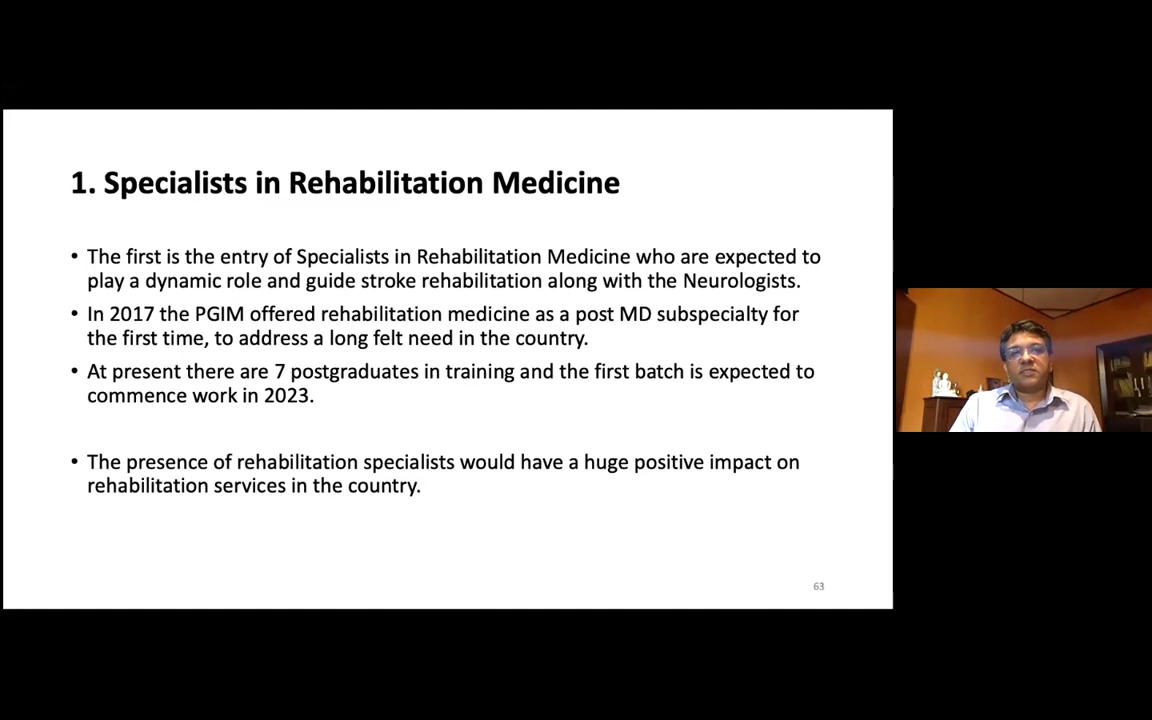 1. Specialists in Rehabilitation Medicine
• The first is the entry of Specialists in Rehabilitation Medicine who are expected to
play a dynamic role and guide stroke rehabilitation along with the Neurologists.
• In 2017 the PGIM offered rehabilitation medicine as a post MD subspecialty for
the first time, to address a long felt need in the country.
• At present there are 7 postgraduates in training and the first batch is expected to
commence work in 2023.
• The presence of rehabilitation specialists would have a huge positive impact on
rehabilitation services in the country.
63